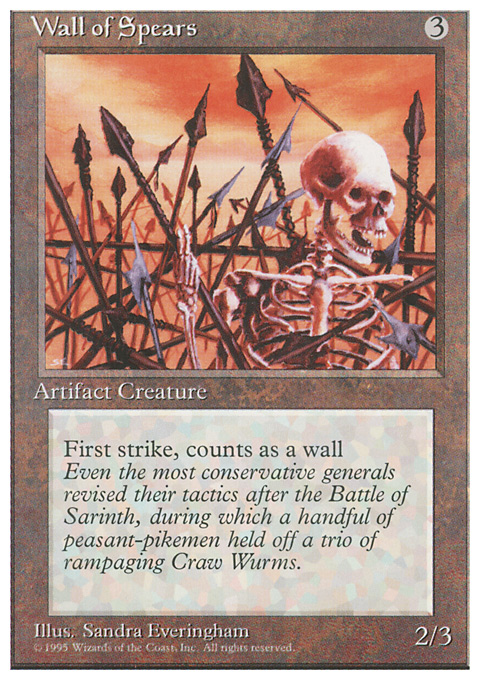 Wall of Spears 3
SE
Artifact Creature
First strike, counts as a wall
Even the most conservative generals
revised their tactics after the Battle of
Sarinth, during which a handful of
peasant-pikemen held off a trio of
rampaging Craw Wurms.
Illus. Sandra Everingham
© 1995 Wizards of the Coast, Inc. All rights reserved.
2/3